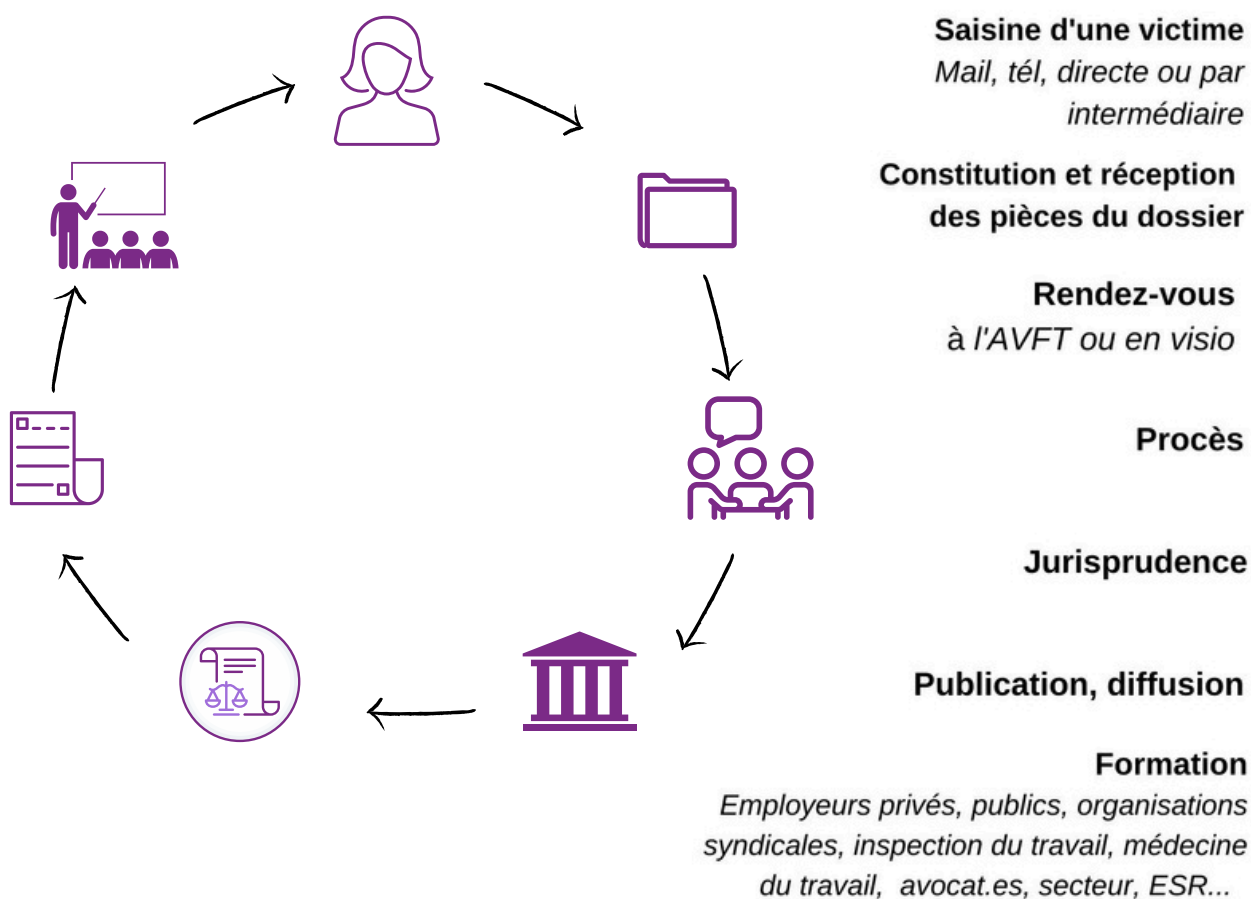 Saisine d'une victime
Mail, tél, directe ou par
intermédiaire
Constitution et réception
des pièces du dossier
Rendez-vous
à l'AVFT ou en visio
Procès
Jurisprudence
Publication, diffusion
Formation
Employeurs privés, publics, organisations
syndicales, inspection du travail, médecine
du travail, avocat.es, secteur, ESR...